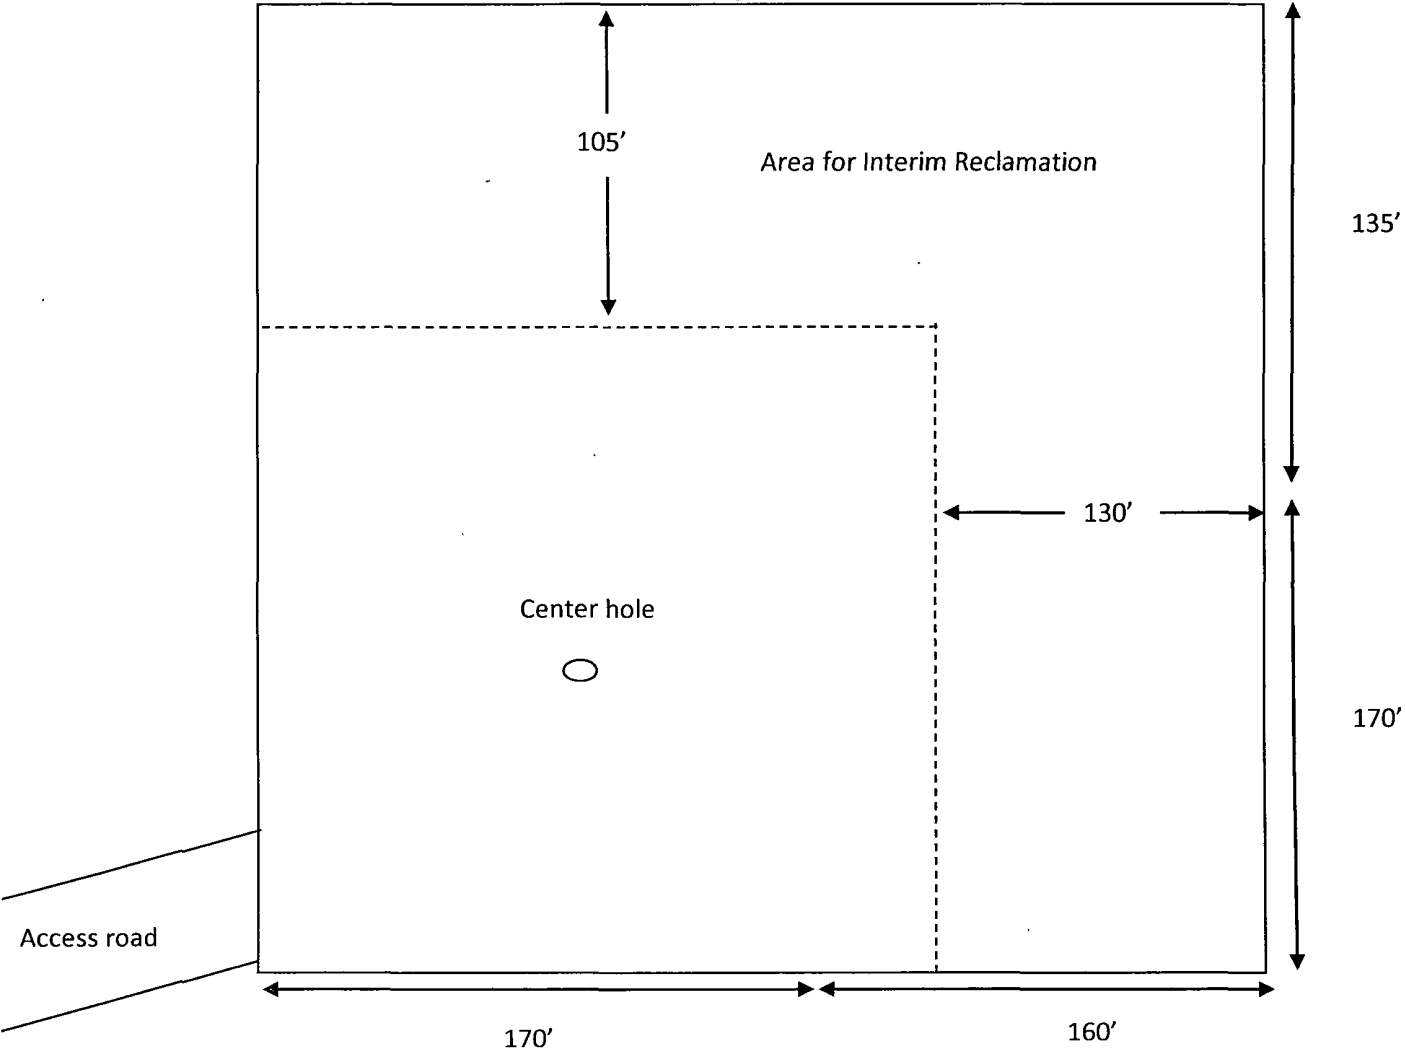 105’
Area for Interim Reclamation
135’
130’
Center hole
170’
Access road
170’
160’